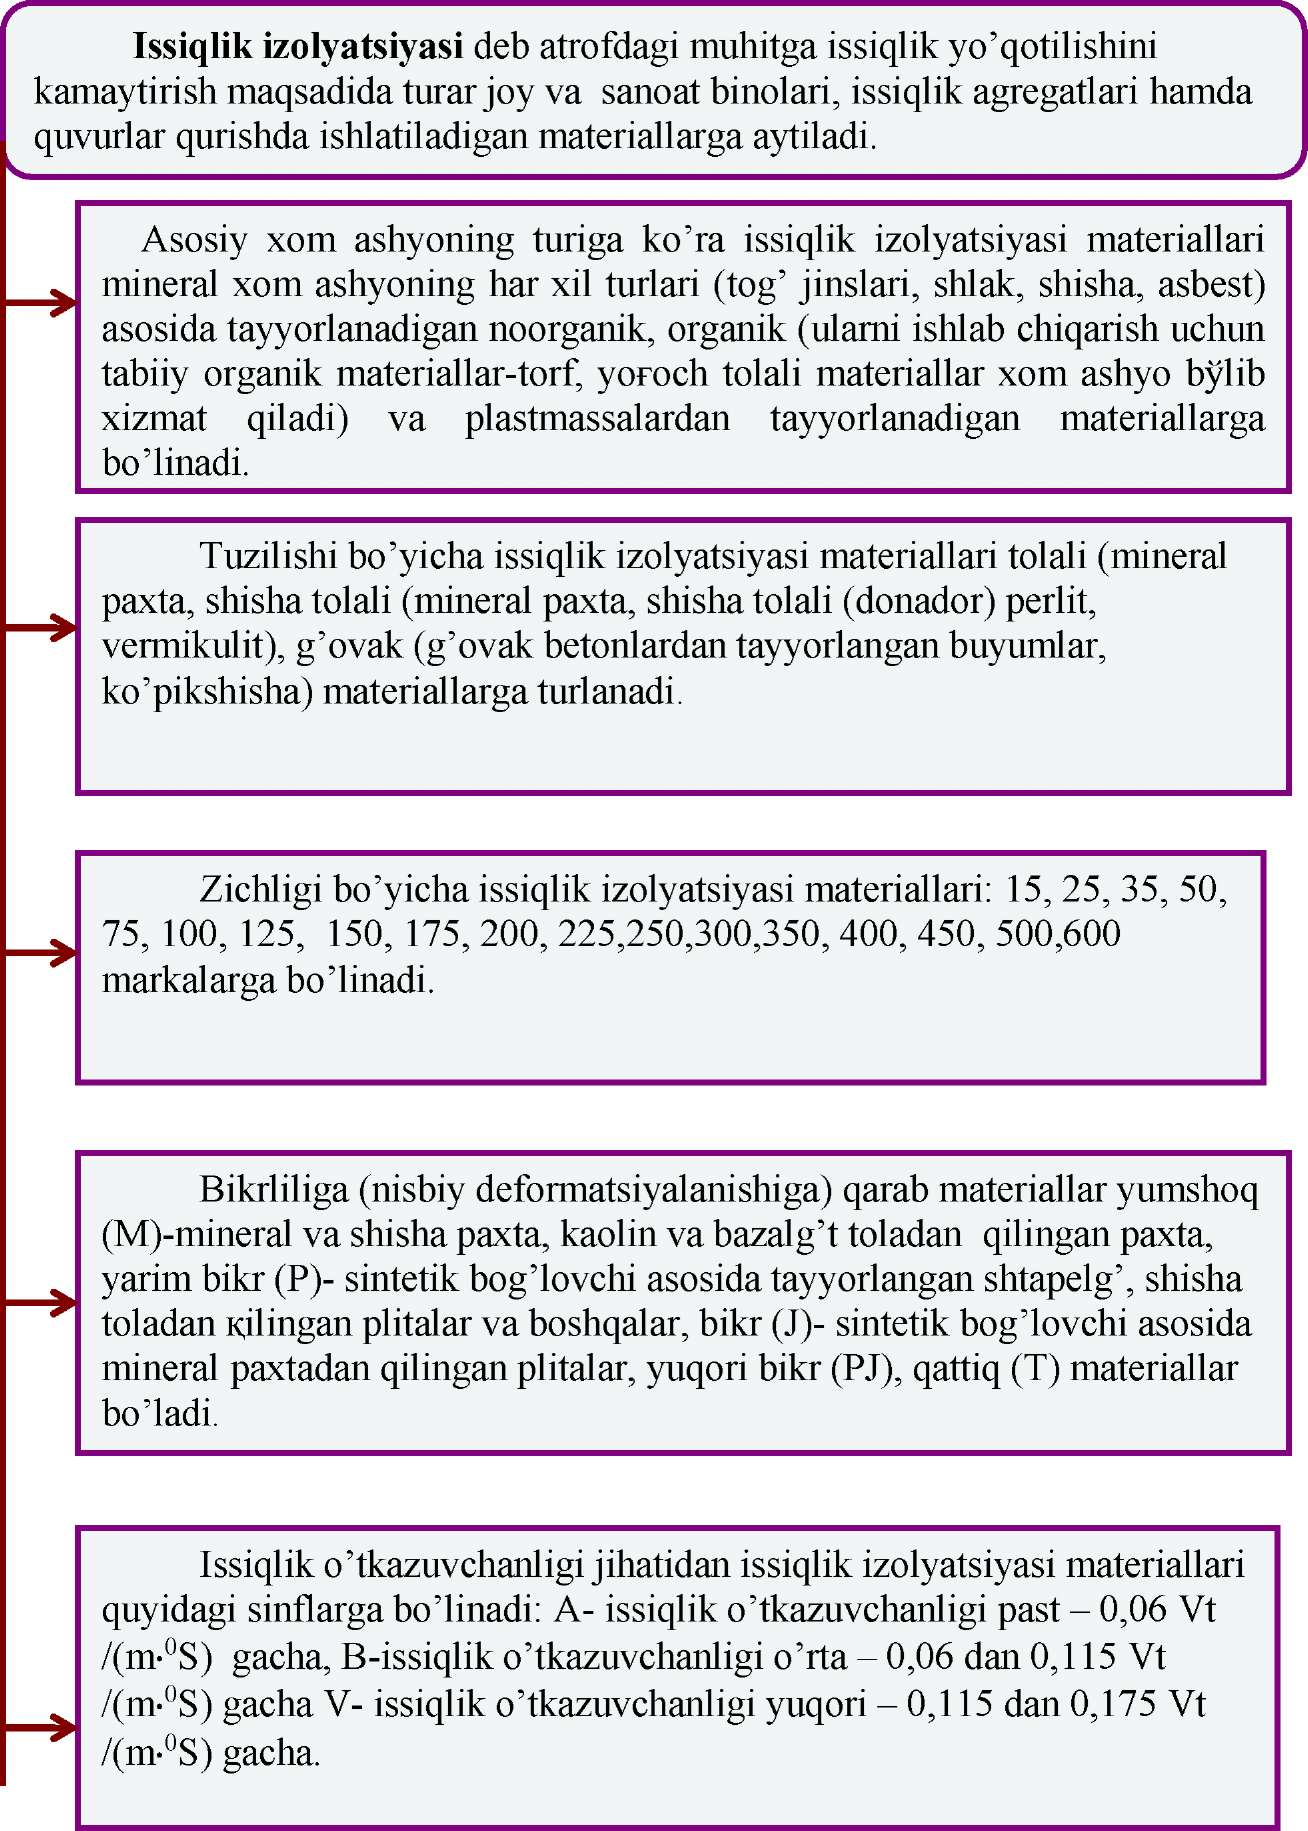 Issiqlik izolyatsiyasi deb atrofdagi muhitga issiqlik yo’qotilishini
kamaytirish maqsadida turar joy va sanoat binolari, issiqlik agregatlari hamda
quvurlar qurishda ishlatiladigan materiallarga aytiladi.
Asosiy xom ashyoning turiga ko’ra issiqlik izolyatsiyasi materiallari
mineral xom ashyoning har xil turlari (tog’ jinslari, shlak, shisha, asbest)
asosida tayyorlanadigan noorganik, organik (ularni ishlab chiqarish uchun
tabiiy organik materiallar-torf, yoғoch tolali materiallar xom ashyo bўlib
xizmat qiladi) va plastmassalardan tayyorlanadigan materiallarga
bo’linadi.
Tuzilishi bo’yicha issiqlik izolyatsiyasi materiallari tolali (mineral
paxta, shisha tolali (mineral paxta, shisha tolali (donador) perlit,
vermikulit), g’ovak (g’ovak betonlardan tayyorlangan buyumlar,
ko’pikshisha) materiallarga turlanadi.
Zichligi bo’yicha issiqlik izolyatsiyasi materiallari: 15, 25, 35, 50,
75, 100, 125, 150, 175, 200, 225,250,300,350, 400, 450, 500,600
markalarga bo’linadi.
Bikrliliga (nisbiy deformatsiyalanishiga) qarab materiallar yumshoq
(M)-mineral va shisha paxta, kaolin va bazalg’t toladan qilingan paxta,
yarim bikr (P)- sintetik bog’lovchi asosida tayyorlangan shtapelg’, shisha
toladan қilingan plitalar va boshqalar, bikr (J)- sintetik bog’lovchi asosida
mineral paxtadan qilingan plitalar, yuqori bikr (PJ), qattiq (T) materiallar
bo’ladi.
Issiqlik o’tkazuvchanligi jihatidan issiqlik izolyatsiyasi materiallari
quyidagi sinflarga bo’linadi: A- issiqlik o’tkazuvchanligi past – 0,06 Vt
/(m·⁰S) gacha, B-issiqlik o’tkazuvchanligi o’rta – 0,06 dan 0,115 Vt
/(m·⁰S) gacha V- issiqlik o’tkazuvchanligi yuqori – 0,115 dan 0,175 Vt
/(m·⁰S) gacha.